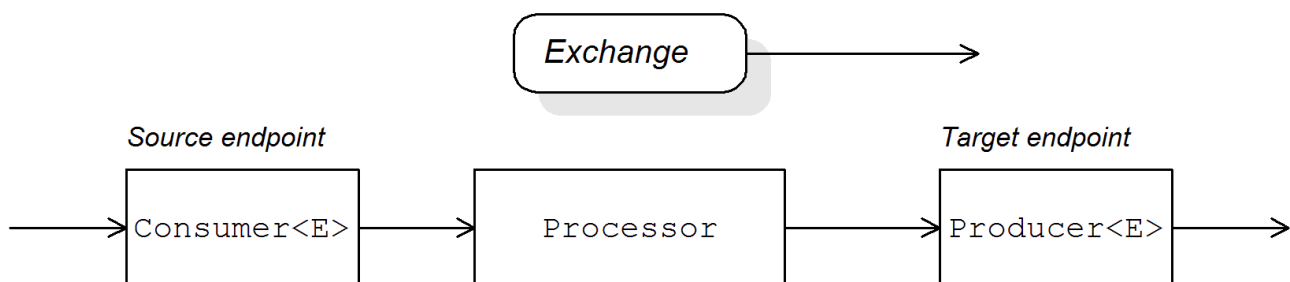 Exchange
Source endpoint
Target endpoint
Consumer<E>
Processor
Producer<E>